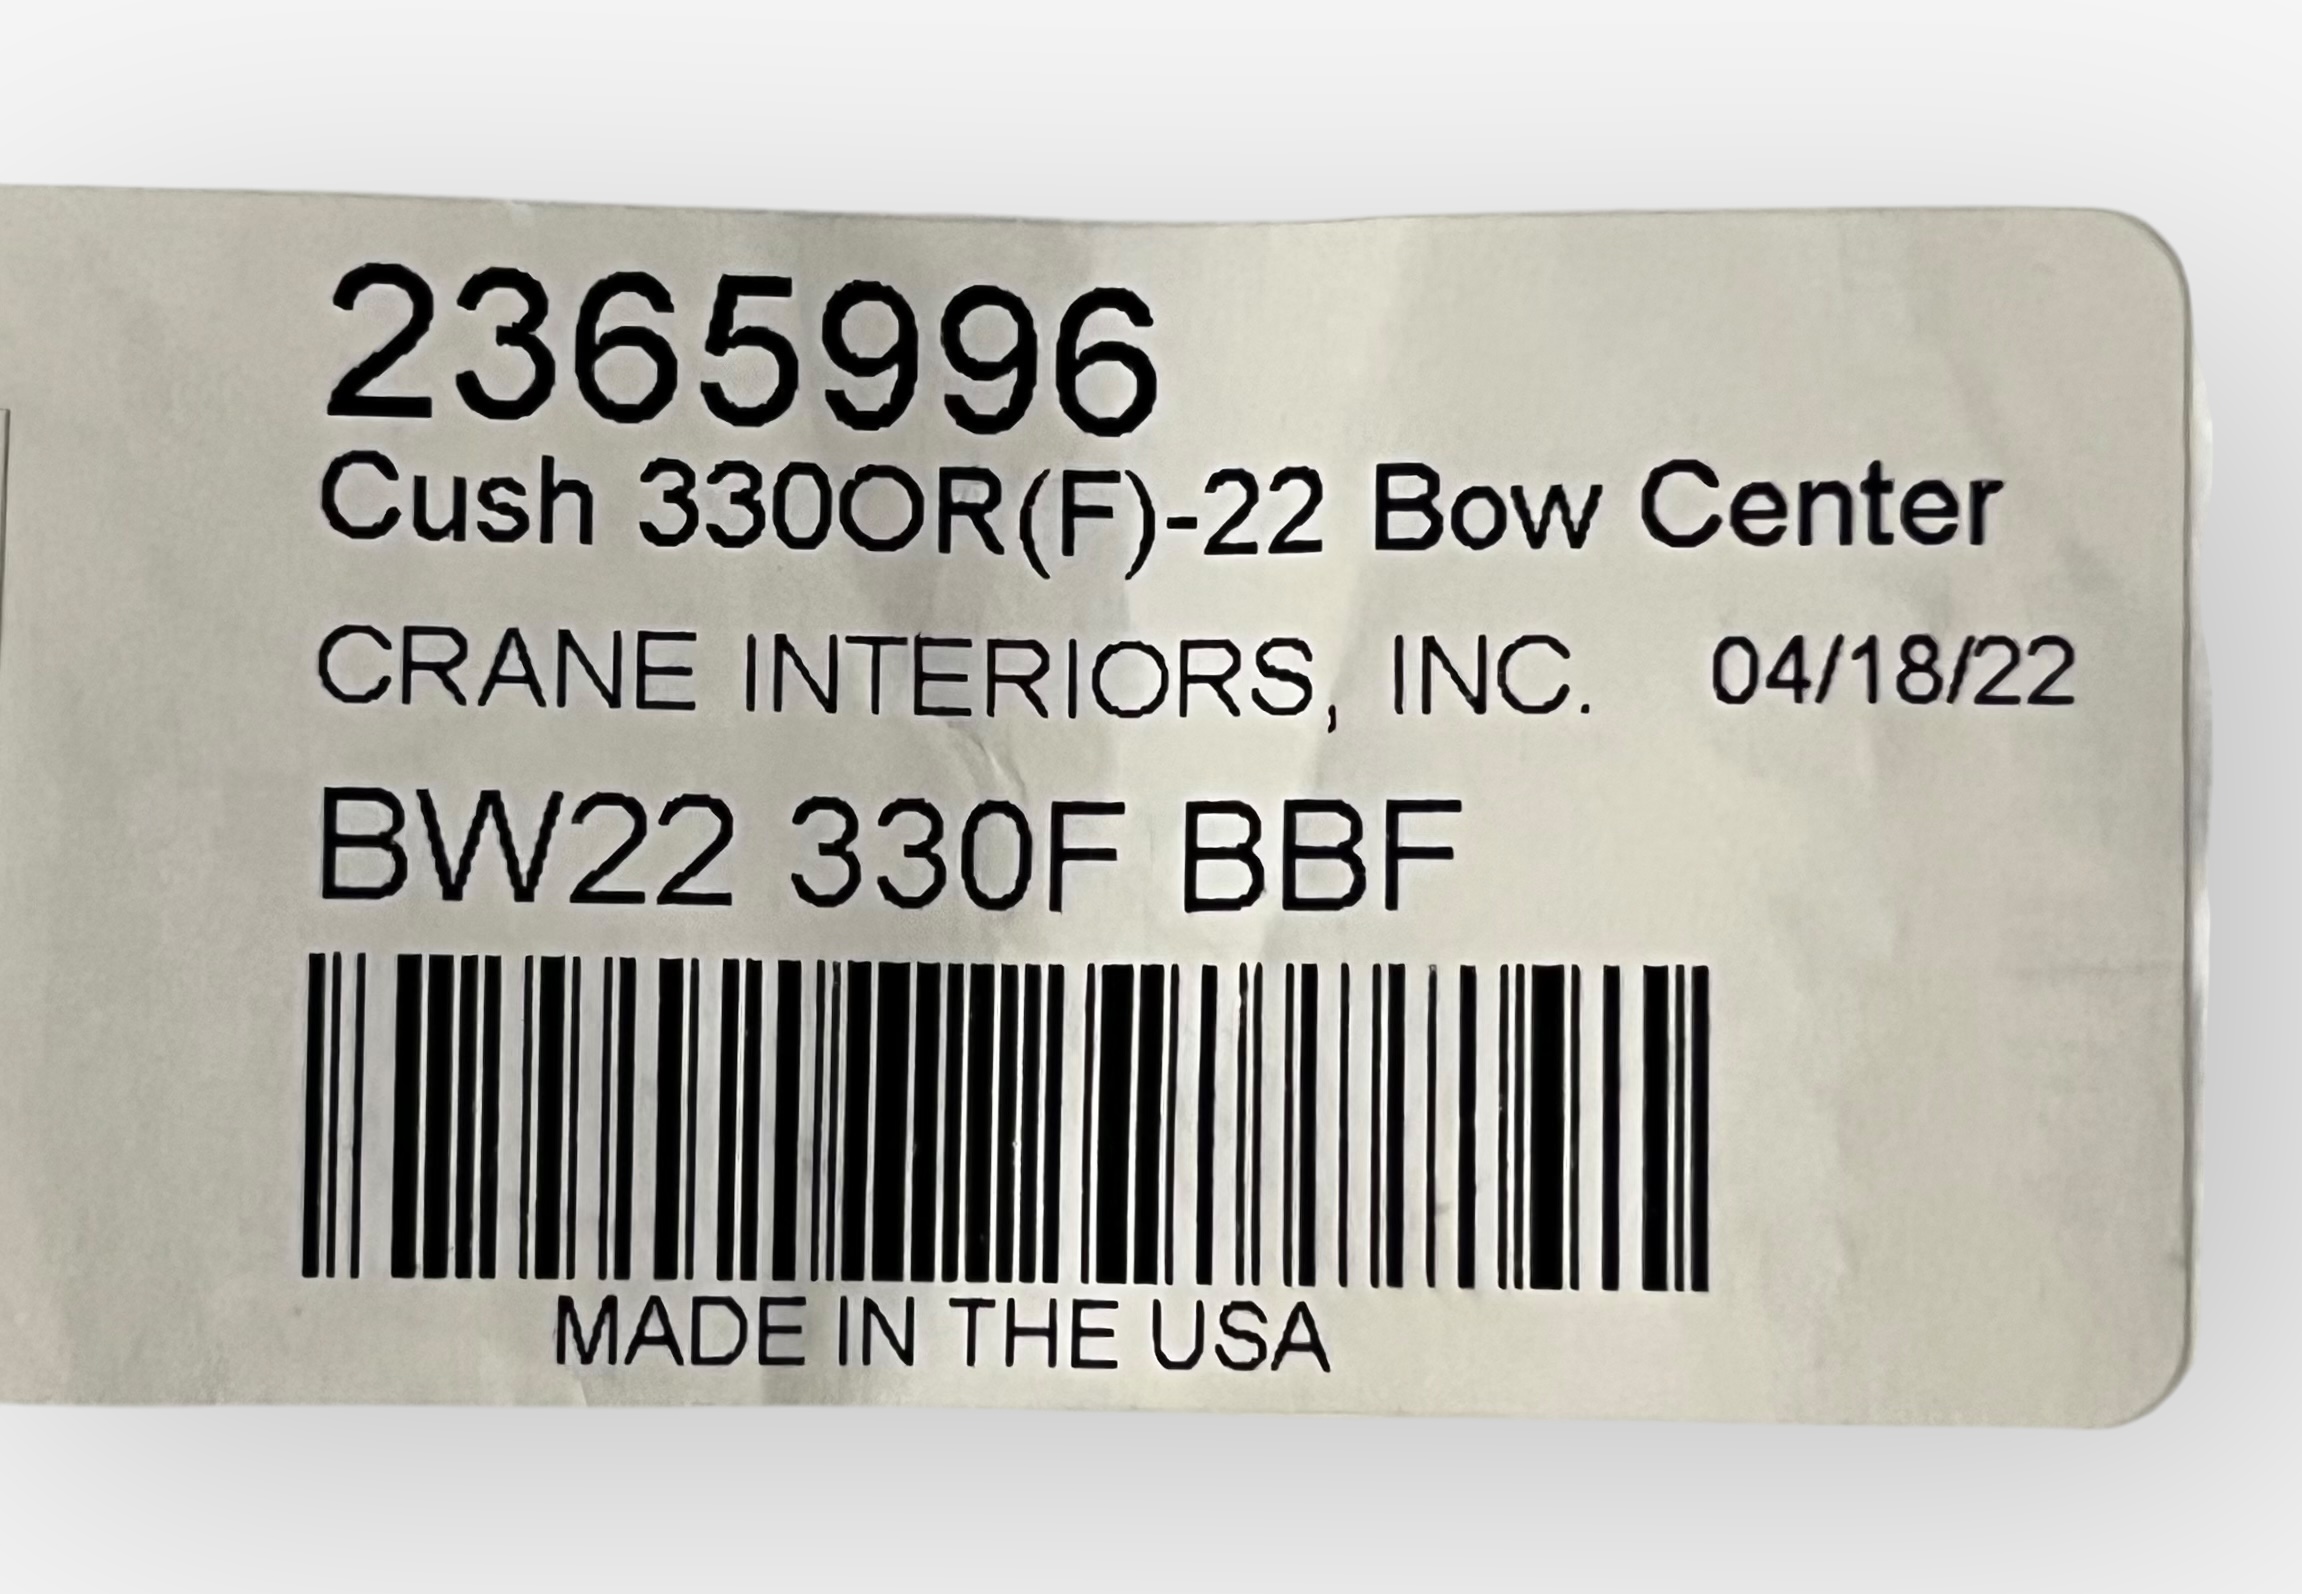 2365996
Cush 330OR(F)-22 Bow Center
CRANE INTERIORS, INC. 04/18/22
BW22 330F BBF
MADE IN THE USA